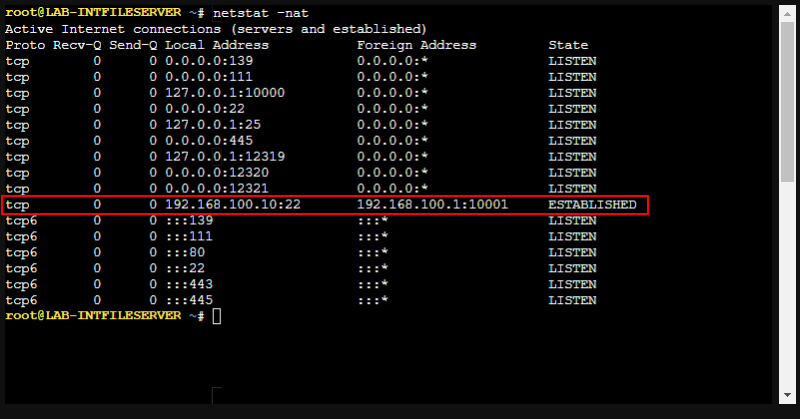 root@LAB-INTFILESERVER ~# netstat -nat
Active Internet connections (servers and established)
Proto Recv-Q Send-Q Local Address Foreign Address State
tcp 0 0 0.0.0.0:139 0.0.0.0:* LISTEN
tcp 0 0 0.0.0.0:111 0.0.0.0:* LISTEN
tcp 0 0 127.0.0.1:10000 0.0.0.0:* LISTEN
tcp 0 0 0.0.0.0:22 0.0.0.0:* LISTEN
tcp 0 0 127.0.0.1:25 0.0.0.0:* LISTEN
tcp 0 0 0.0.0.0:445 0.0.0.0:* LISTEN
tcp 0 0 127.0.0.1:12319 0.0.0.0:* LISTEN
tcp 0 0 0.0.0.0:12320 0.0.0.0:* LISTEN
tcp 0 0 0.0.0.0:12321 0.0.0.0:* LISTEN
tcp 0 0 192.168.100.10:22 192.168.100.1:10001 ESTABLISHED
tcp6 0 0 :::139 :::* LISTEN
tcp6 0 0 :::111 :::* LISTEN
tcp6 0 0 :::80 :::* LISTEN
tcp6 0 0 :::22 :::* LISTEN
tcp6 0 0 :::443 :::* LISTEN
tcp6 0 0 :::445 :::* LISTEN
root@LAB-INTFILESERVER ~#